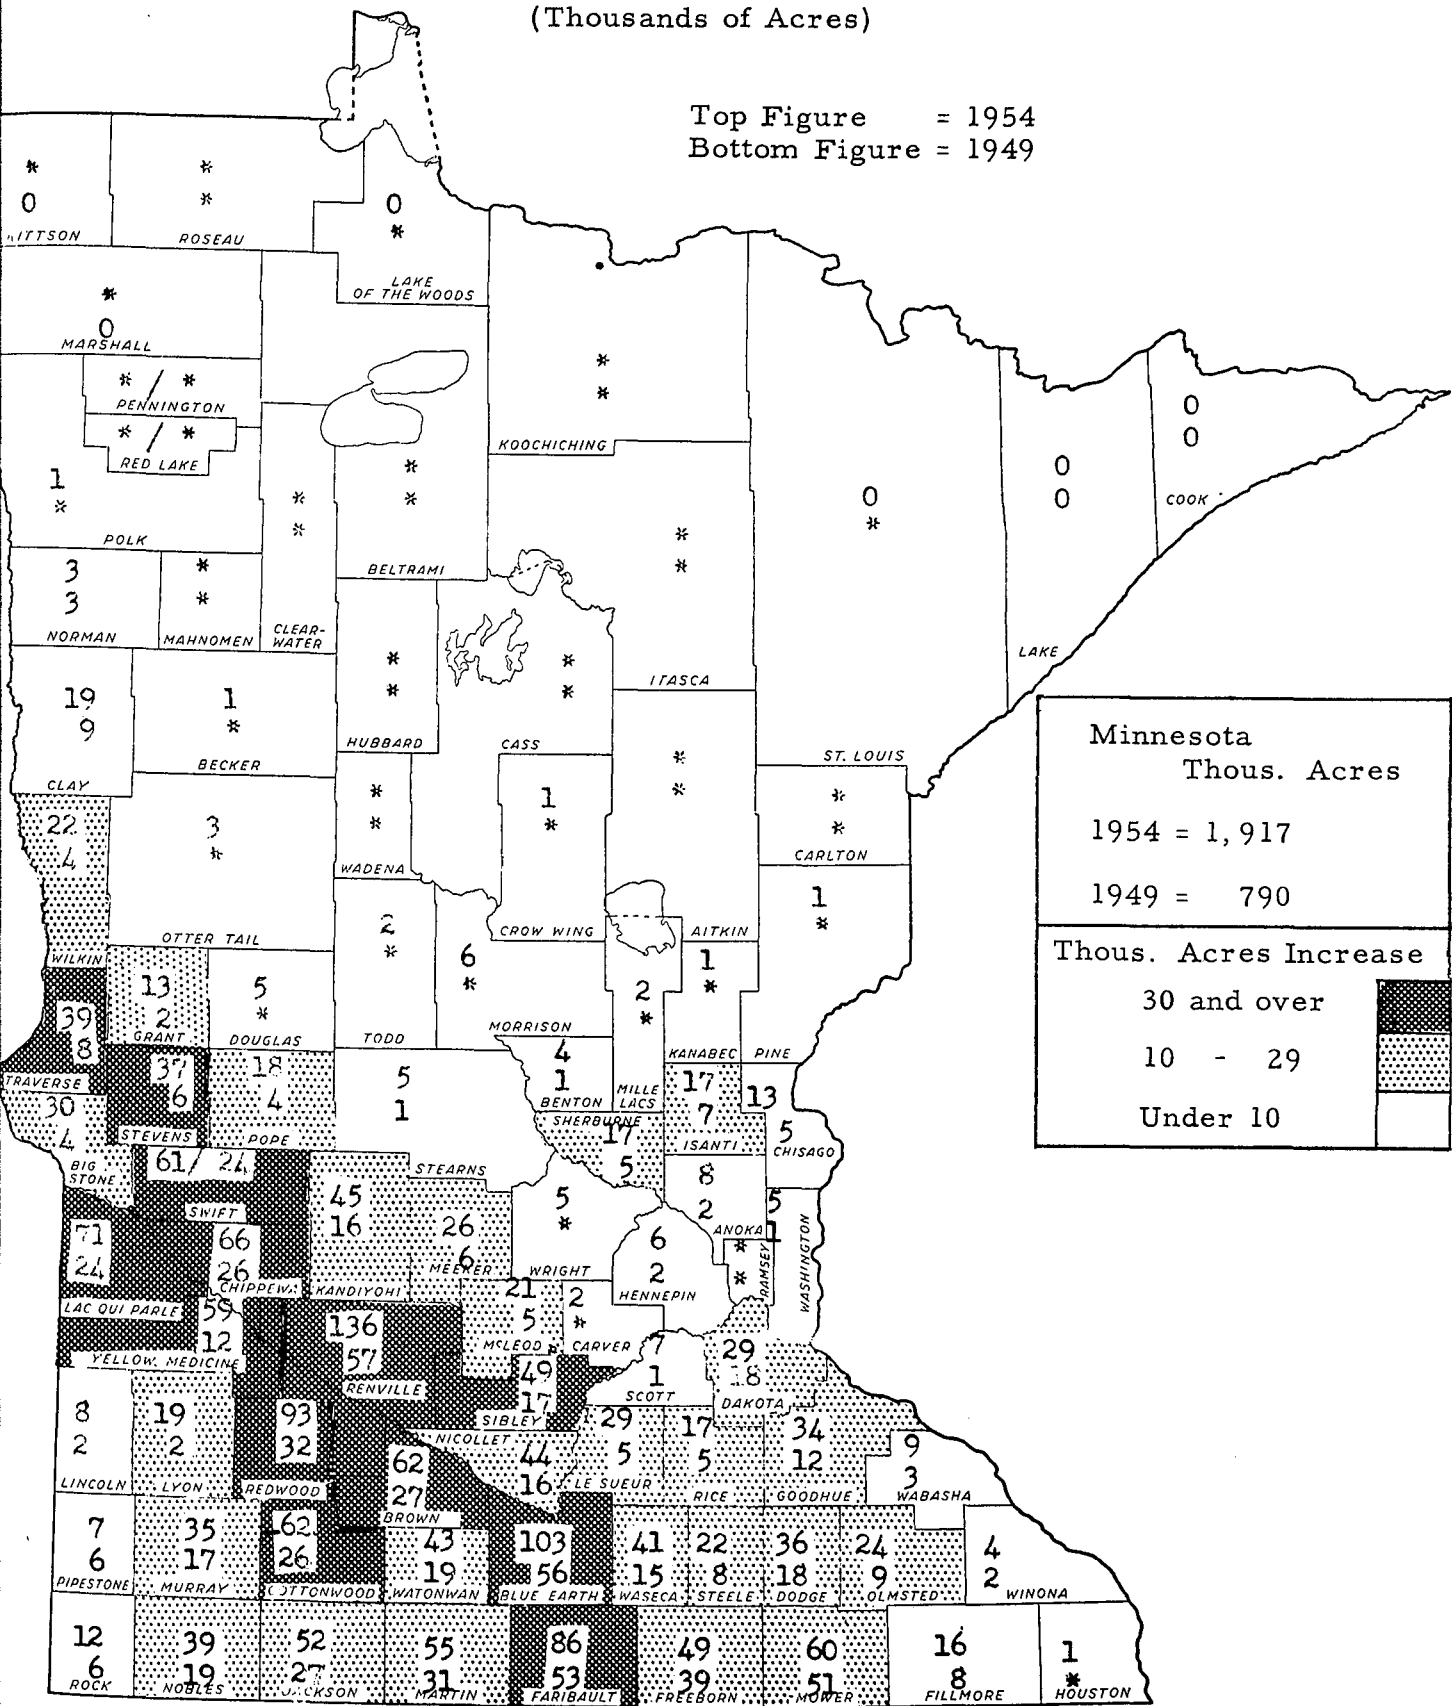 (Thousands of Acres)
Top Figure = 1954
Bottom Figure = 1949
*
0
ITTSON
*
*
ROSEAU
0
*
LAKE
OF THE WOODS
*
0
MARSHALL
* / *
PENNINGTON
* / *
RED LAKE
1
*
POLK
*
*
CLEAR-
WATER
*
*
BELTRAMI
*
*
KOOCHICHING
*
*
ITASCA
0
*
ST. LOUIS
0
0
LAKE
0
0
COOK
3
3
NORMAN
*
*
MAHNOMEN
19
9
CLAY
1
*
BECKER
*
*
HUBBARD
*
*
CASS
*
*
AITKIN
*
*
CARLTON
22
4
WILKIN
3
*
OTTER TAIL
*
*
WADENA
1
*
CROW WING
1
*
PINE
2
*
TODD
6
*
MORRISON
2
*
MILLE
LACS
1
*
KANABEC
39
8
TRAVERSE
13
2
GRANT
5
*
DOUGLAS
37
6
STEVENS
18
4
POPE
5
1
STEARNS
4
1
BENTON
17
5
SHERBURNE
17
7
ISANTI
13
5
CHISAGO
30
4
BIG
STONE
61 / 24
SWIFT
45
16
KANDIYOHI
26
6
MEEKER
5
*
WRIGHT
8
2
ANOKA
5
1
WASHINGTON
*
*
RAMSEY
6
2
HENNEPIN
71
24
LAC QUI PARLE
66
26
CHIPPEWA
59
12
YELLOW MEDICINE
136
57
RENVILLE
21
5
McLEOD
2
*
CARVER
7
1
SCOTT
29
18
DAKOTA
8
2
LINCOLN
19
2
LYON
93
32
REDWOOD
62
27
BROWN
49
17
SIBLEY
44
16
NICOLLET
29
5
LE SUEUR
17
5
RICE
34
12
GOODHUE
9
3
WABASHA
7
6
PIPESTONE
35
17
MURRAY
62
26
COTTONWOOD
43
19
WATONWAN
103
56
BLUE EARTH
41
15
WASECA
22
8
STEELE
36
18
DODGE
24
9
OLMSTED
4
2
WINONA
12
6
ROCK
39
19
NOBLES
52
27
JACKSON
55
31
MARTIN
86
53
FARIBAULT
49
39
FREEBORN
60
51
MOWER
16
8
FILLMORE
1
*
HOUSTON
Minnesota
Thous. Acres
1954 = 1,917
1949 = 790
Thous. Acres Increase
30 and over
10 - 29
Under 10